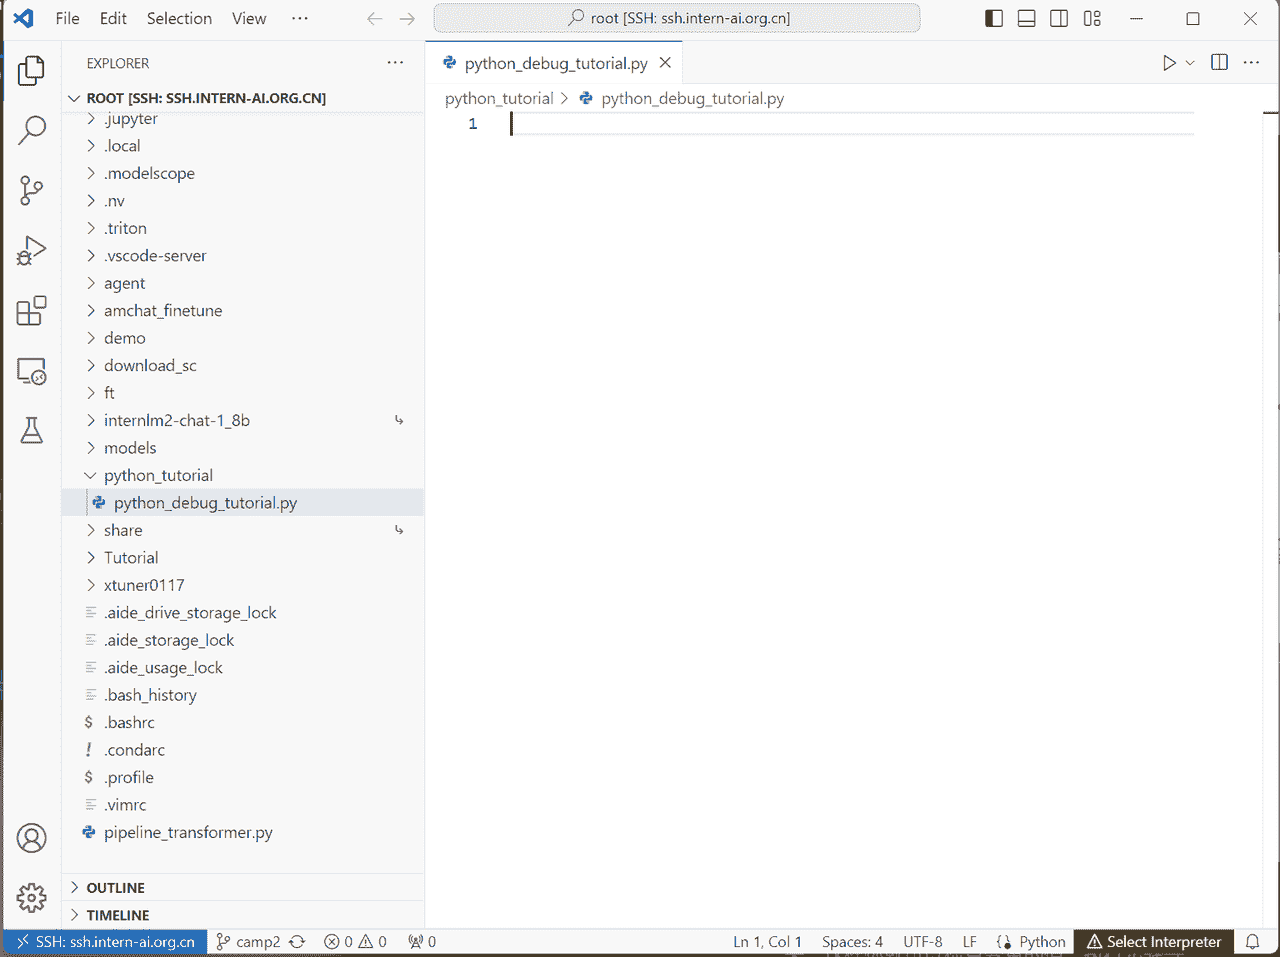 File Edit Selection View ··· root [SSH: ssh.intern-ai.org.cn]
EXPLORER
ROOT [SSH: SSH.INTERN-AI.ORG.CN]
.jupyter
.local
.modelscope
.nv
.triton
.vscode-server
agent
amchat_finetune
demo
download_sc
ft
internlm2-chat-1_8b
models
python_tutorial
python_debug_tutorial.py
share
Tutorial
xtuner0117
.aide_drive_storage_lock
.aide_storage_lock
.aide_usage_lock
.bash_history
$ .bashrc
! .condarc
$ .profile
.vimrc
pipeline_transformer.py
OUTLINE
TIMELINE
python_debug_tutorial.py
python_tutorial > python_debug_tutorial.py
1
SSH: ssh.intern-ai.org.cn camp2 0 0 0 Ln 1, Col 1 Spaces: 4 UTF-8 LF Python Select Interpreter